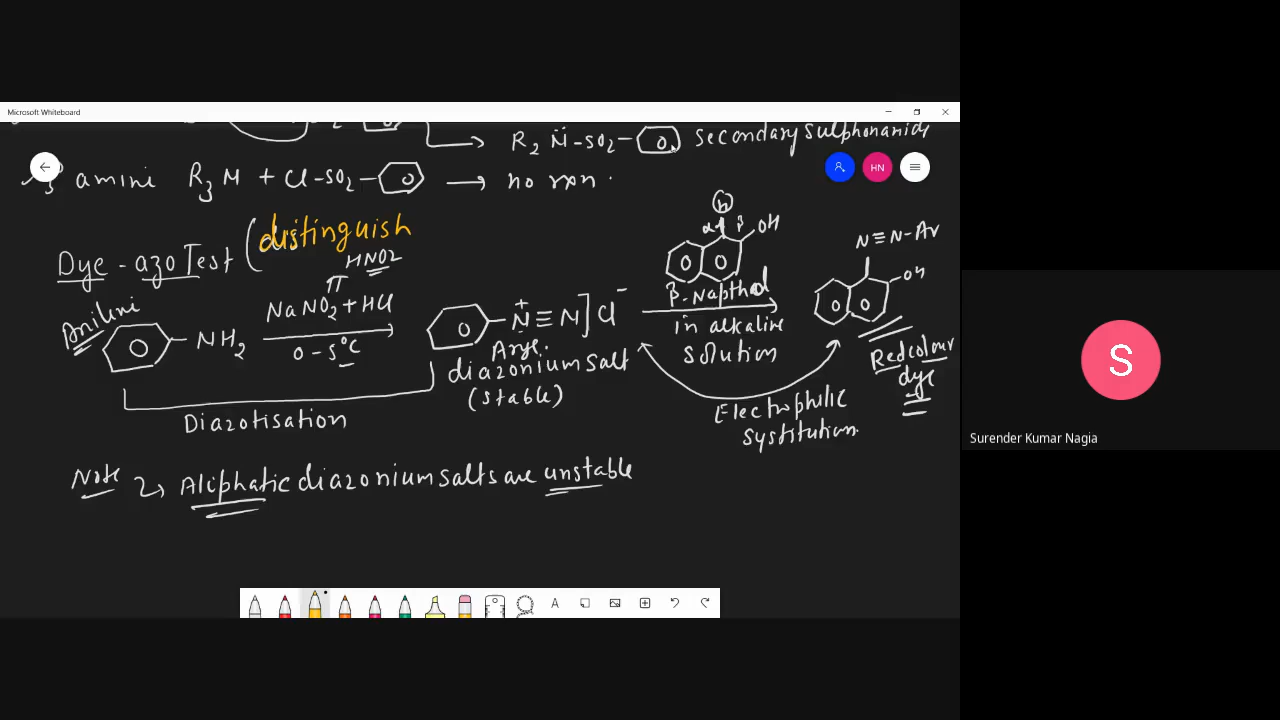 Microsoft Whiteboard
R2 N̈-SO2- secondary sulphonamide
3° amine R3N + Cl-SO2- → no rxn.
HN
Dye-azo Test (distinguish
HNO2
Aniline
NH2
NaNO2 + HCl
0-5°C
N⁺≡N]Cl⁻
Aryl.
diazonium salt
(stable)
Diazotisation
H
α β OH
β-Napthol
in alkaline
solution
N≡N-Ar
OH
Red colour
dye
Electrophilic
systitution.
Note → Aliphatic diazonium salts are unstable
S
Surender Kumar Nagia
A